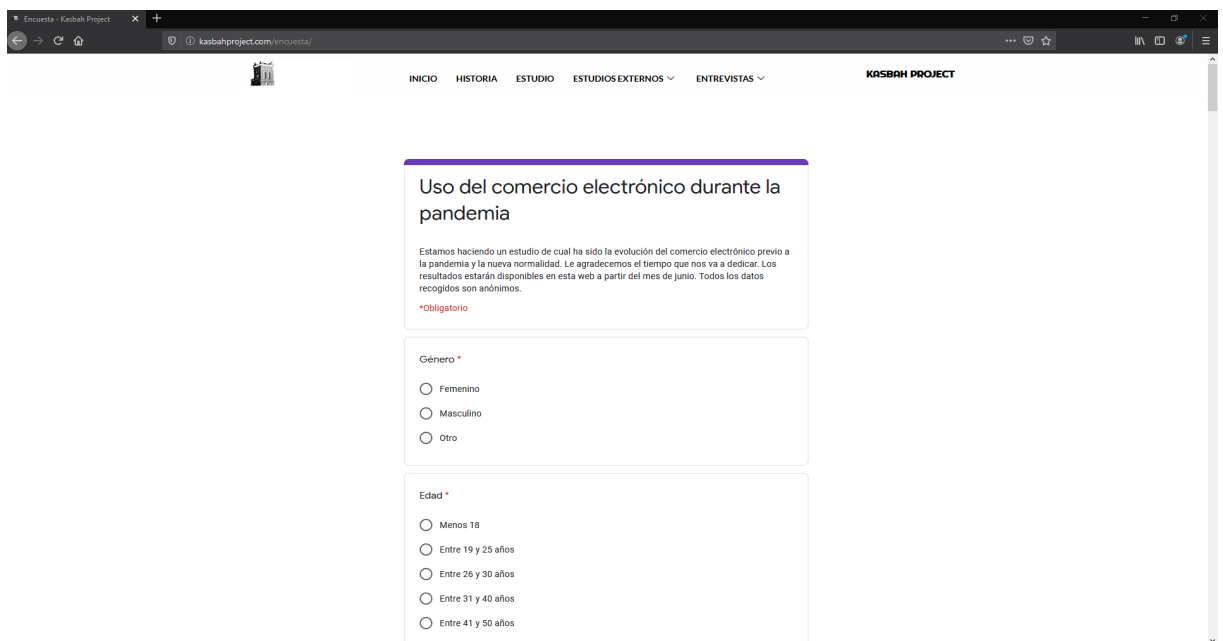 Encuesta - Kasbah Project
kasbahproject.com/encuesta/
INICIO HISTORIA ESTUDIO ESTUDIOS EXTERNOS ENTREVISTAS KASBAH PROJECT
Uso del comercio electrónico durante la
pandemia
Estamos haciendo un estudio de cual ha sido la evolución del comercio electrónico previo a
la pandemia y la nueva normalidad. Le agradecemos el tiempo que nos va a dedicar. Los
resultados estarán disponibles en esta web a partir del mes de junio. Todos los datos
recogidos son anónimos.
*Obligatorio
Género *
Femenino
Masculino
Otro
Edad *
Menos 18
Entre 19 y 25 años
Entre 26 y 30 años
Entre 31 y 40 años
Entre 41 y 50 años